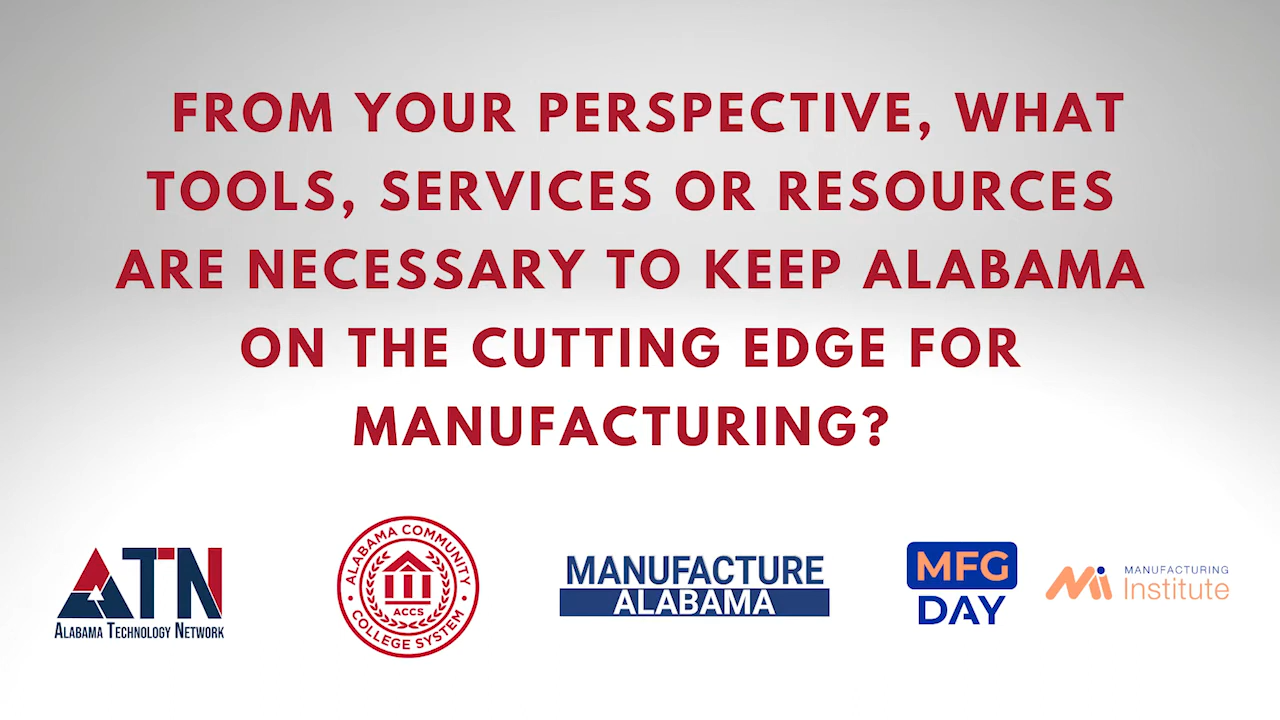 FROM YOUR PERSPECTIVE, WHAT
TOOLS, SERVICES OR RESOURCES
ARE NECESSARY TO KEEP ALABAMA
ON THE CUTTING EDGE FOR
MANUFACTURING?
ATN
ALABAMA TECHNOLOGY NETWORK
ALABAMA COMMUNITY
ACCS
COLLEGE SYSTEM
MANUFACTURE
ALABAMA
MFG
DAY
Mi
MANUFACTURING
Institute